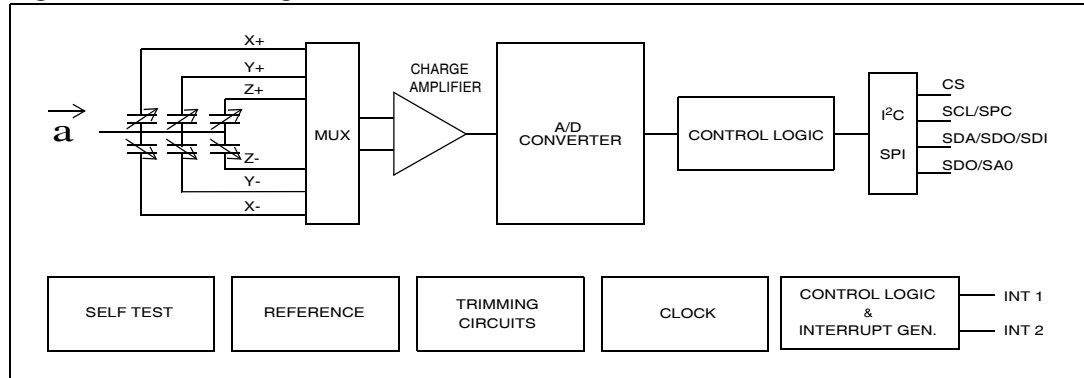 X+
Y+
Z+
a
Z-
Y-
X-
MUX
CHARGE
AMPLIFIER
A/D
CONVERTER
CONTROL LOGIC
I²C
SPI
CS
SCL/SPC
SDA/SDO/SDI
SDO/SA0
SELF TEST
REFERENCE
TRIMMING
CIRCUITS
CLOCK
CONTROL LOGIC
&
INTERRUPT GEN.
INT 1
INT 2